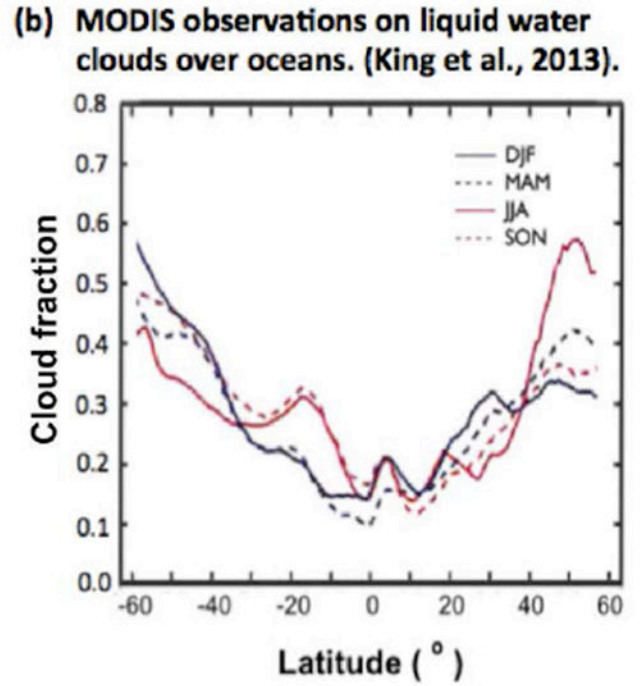 (b) MODIS observations on liquid water
clouds over oceans. (King et al., 2013).
0.8
0.7
0.6
0.5
0.4
0.3
0.2
0.1
0.0
Cloud fraction
DJF
MAM
JJA
SON
-60 -40 -20 0 20 40 60
Latitude ( ° )